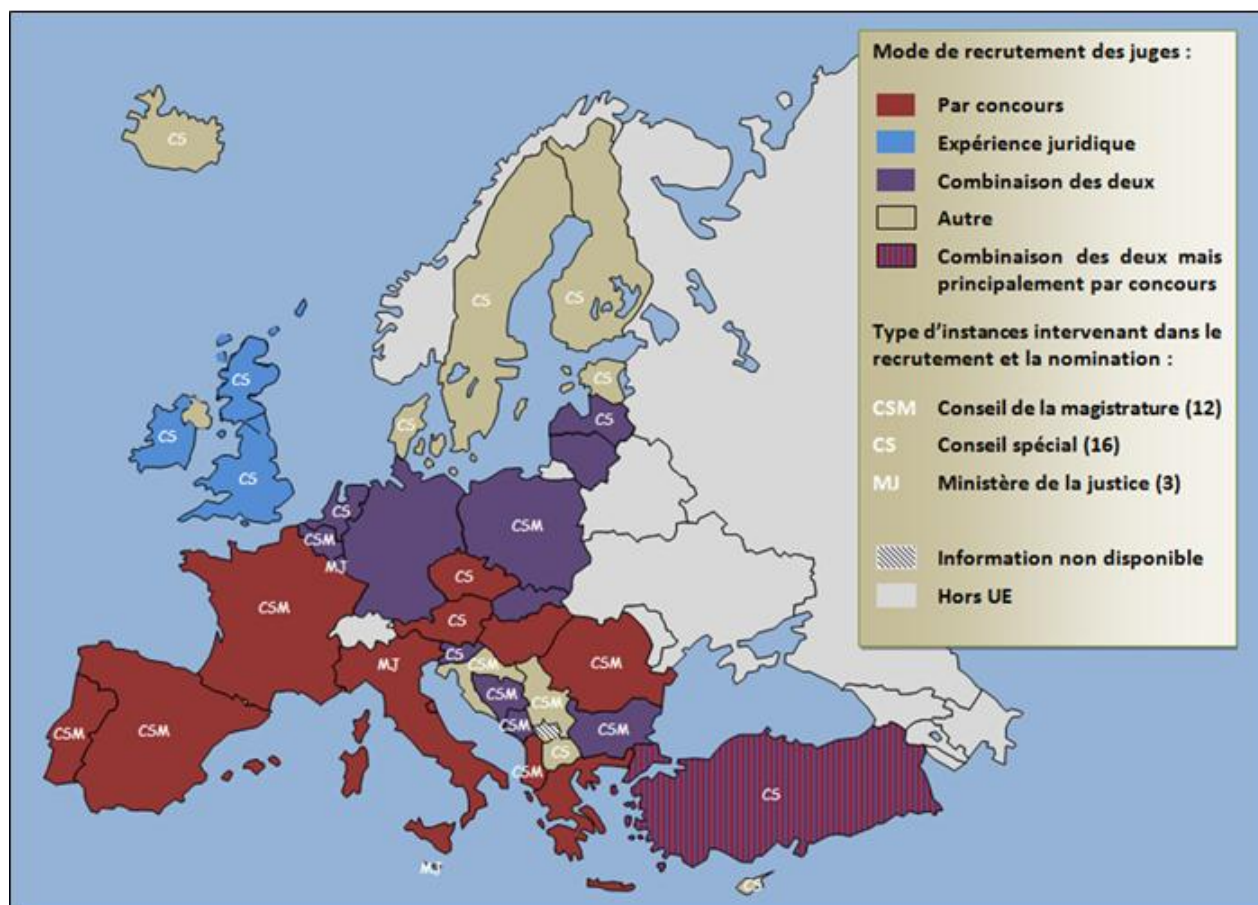 Mode de recrutement des juges :
Par concours
Expérience juridique
Combinaison des deux
Autre
Combinaison des deux mais
principalement par concours
Type d'instances intervenant dans le
recrutement et la nomination :
CSM Conseil de la magistrature (12)
CS Conseil spécial (16)
MJ Ministère de la justice (3)
Information non disponible
Hors UE
CS
CS
CS
CS
CS
CS
CS
CS
CS
CS
CSM
CSM
MJ
CS
CSM
CS
MJ
CS
CSM
CSM
CSM
CSM
CSM
CSM
CSM
CSM
CS
CSM
CS
MJ
CS